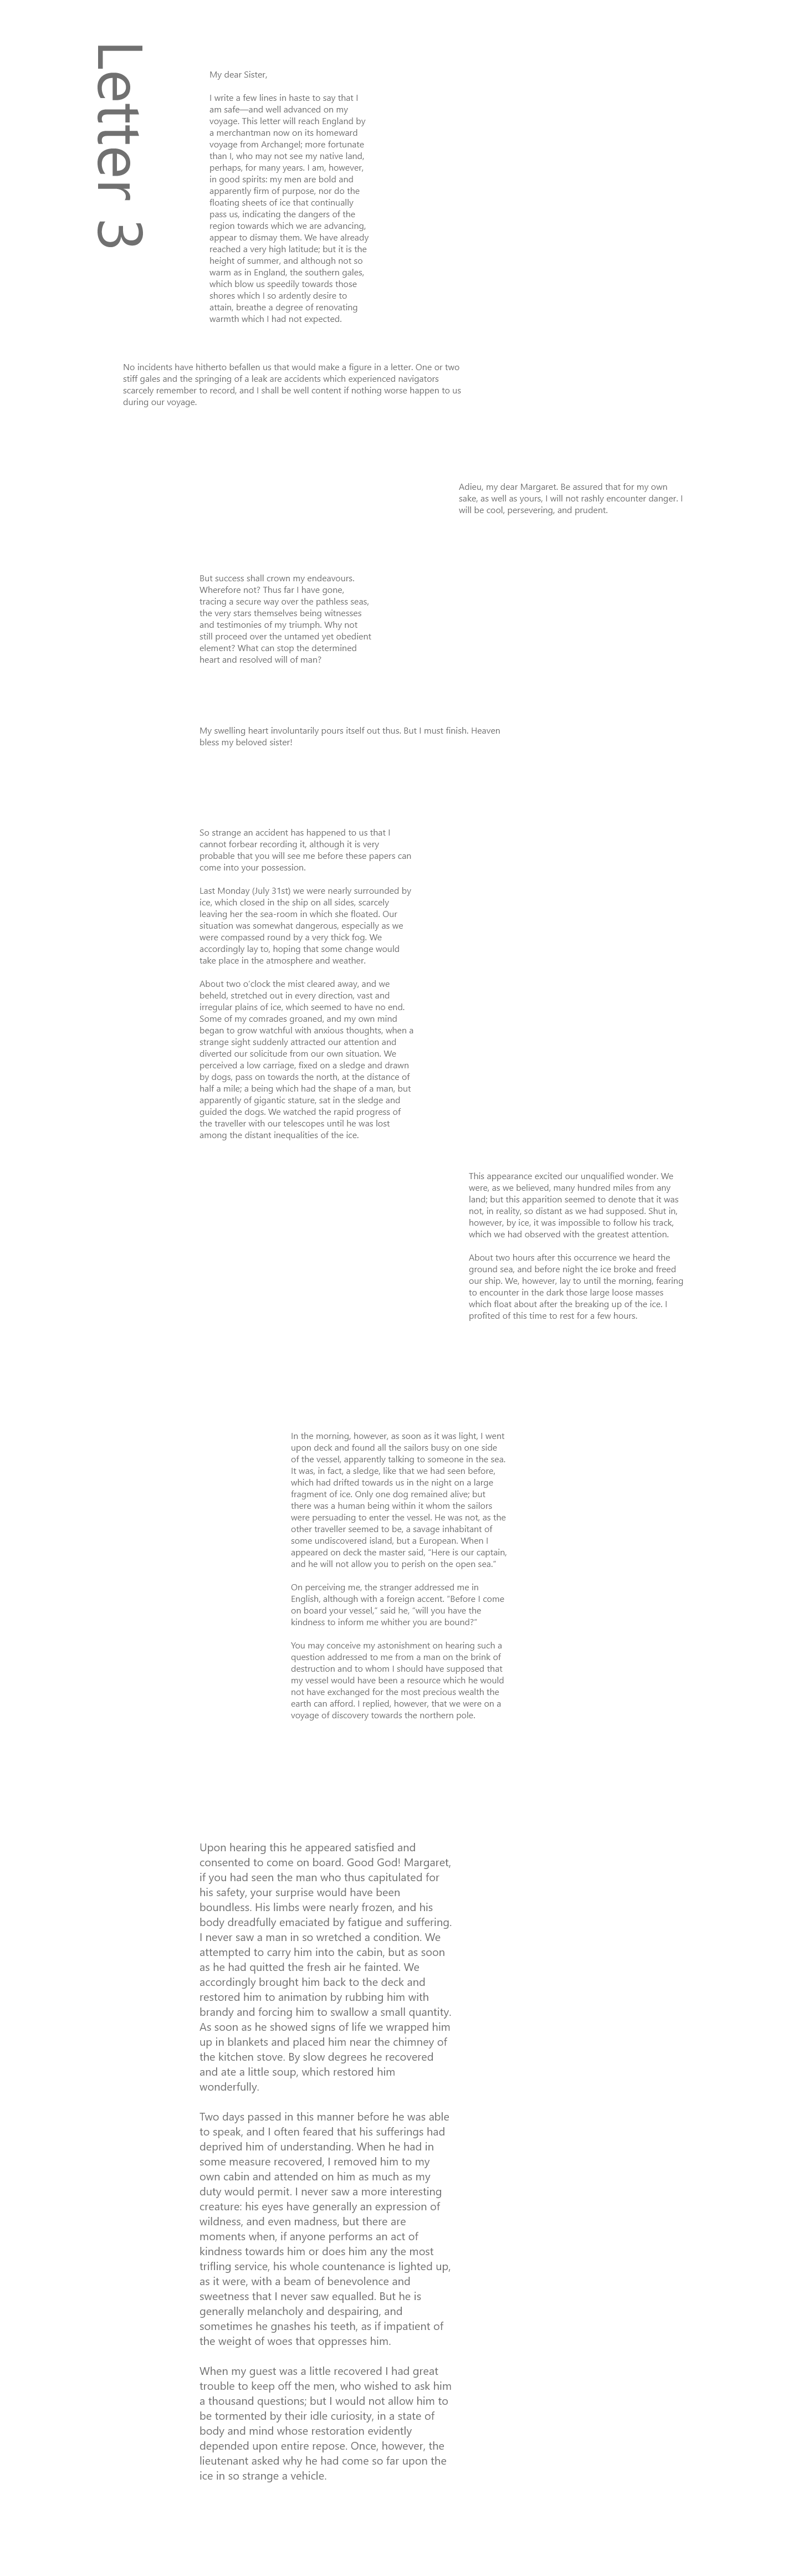 Letter 3
My dear Sister,
I write a few lines in haste to say that I
am safe—and well advanced on my
voyage. This letter will reach England by
a merchantman now on its homeward
voyage from Archangel; more fortunate
than I, who may not see my native land,
perhaps, for many years. I am, however,
in good spirits: my men are bold and
apparently firm of purpose, nor do the
floating sheets of ice that continually
pass us, indicating the dangers of the
region towards which we are advancing,
appear to dismay them. We have already
reached a very high latitude; but it is the
height of summer, and although not so
warm as in England, the southern gales,
which blow us speedily towards those
shores which I so ardently desire to
attain, breathe a degree of renovating
warmth which I had not expected.
No incidents have hitherto befallen us that would make a figure in a letter. One or two
stiff gales and the springing of a leak are accidents which experienced navigators
scarcely remember to record, and I shall be well content if nothing worse happen to us
during our voyage.
Adieu, my dear Margaret. Be assured that for my own
sake, as well as yours, I will not rashly encounter danger. I
will be cool, persevering, and prudent.
But success shall crown my endeavours.
Wherefore not? Thus far I have gone,
tracing a secure way over the pathless seas,
the very stars themselves being witnesses
and testimonies of my triumph. Why not
still proceed over the untamed yet obedient
element? What can stop the determined
heart and resolved will of man?
My swelling heart involuntarily pours itself out thus. But I must finish. Heaven
bless my beloved sister!
So strange an accident has happened to us that I
cannot forbear recording it, although it is very
probable that you will see me before these papers can
come into your possession.
Last Monday (July 31st) we were nearly surrounded by
ice, which closed in the ship on all sides, scarcely
leaving her the sea-room in which she floated. Our
situation was somewhat dangerous, especially as we
were compassed round by a very thick fog. We
accordingly lay to, hoping that some change would
take place in the atmosphere and weather.
About two o'clock the mist cleared away, and we
beheld, stretched out in every direction, vast and
irregular plains of ice, which seemed to have no end.
Some of my comrades groaned, and my own mind
began to grow watchful with anxious thoughts, when a
strange sight suddenly attracted our attention and
diverted our solicitude from our own situation. We
perceived a low carriage, fixed on a sledge and drawn
by dogs, pass on towards the north, at the distance of
half a mile; a being which had the shape of a man, but
apparently of gigantic stature, sat in the sledge and
guided the dogs. We watched the rapid progress of
the traveller with our telescopes until he was lost
among the distant inequalities of the ice.
This appearance excited our unqualified wonder. We
were, as we believed, many hundred miles from any
land; but this apparition seemed to denote that it was
not, in reality, so distant as we had supposed. Shut in,
however, by ice, it was impossible to follow his track,
which we had observed with the greatest attention.
About two hours after this occurrence we heard the
ground sea, and before night the ice broke and freed
our ship. We, however, lay to until the morning, fearing
to encounter in the dark those large loose masses
which float about after the breaking up of the ice. I
profited of this time to rest for a few hours.
In the morning, however, as soon as it was light, I went
upon deck and found all the sailors busy on one side
of the vessel, apparently talking to someone in the sea.
It was, in fact, a sledge, like that we had seen before,
which had drifted towards us in the night on a large
fragment of ice. Only one dog remained alive; but
there was a human being within it whom the sailors
were persuading to enter the vessel. He was not, as the
other traveller seemed to be, a savage inhabitant of
some undiscovered island, but a European. When I
appeared on deck the master said, "Here is our captain,
and he will not allow you to perish on the open sea."
On perceiving me, the stranger addressed me in
English, although with a foreign accent. "Before I come
on board your vessel," said he, "will you have the
kindness to inform me whither you are bound?"
You may conceive my astonishment on hearing such a
question addressed to me from a man on the brink of
destruction and to whom I should have supposed that
my vessel would have been a resource which he would
not have exchanged for the most precious wealth the
earth can afford. I replied, however, that we were on a
voyage of discovery towards the northern pole.
Upon hearing this he appeared satisfied and
consented to come on board. Good God! Margaret,
if you had seen the man who thus capitulated for
his safety, your surprise would have been
boundless. His limbs were nearly frozen, and his
body dreadfully emaciated by fatigue and suffering.
I never saw a man in so wretched a condition. We
attempted to carry him into the cabin, but as soon
as he had quitted the fresh air he fainted. We
accordingly brought him back to the deck and
restored him to animation by rubbing him with
brandy and forcing him to swallow a small quantity.
As soon as he showed signs of life we wrapped him
up in blankets and placed him near the chimney of
the kitchen stove. By slow degrees he recovered
and ate a little soup, which restored him
wonderfully.
Two days passed in this manner before he was able
to speak, and I often feared that his sufferings had
deprived him of understanding. When he had in
some measure recovered, I removed him to my
own cabin and attended on him as much as my
duty would permit. I never saw a more interesting
creature: his eyes have generally an expression of
wildness, and even madness, but there are
moments when, if anyone performs an act of
kindness towards him or does him any the most
trifling service, his whole countenance is lighted up,
as it were, with a beam of benevolence and
sweetness that I never saw equalled. But he is
generally melancholy and despairing, and
sometimes he gnashes his teeth, as if impatient of
the weight of woes that oppresses him.
When my guest was a little recovered I had great
trouble to keep off the men, who wished to ask him
a thousand questions; but I would not allow him to
be tormented by their idle curiosity, in a state of
body and mind whose restoration evidently
depended upon entire repose. Once, however, the
lieutenant asked why he had come so far upon the
ice in so strange a vehicle.